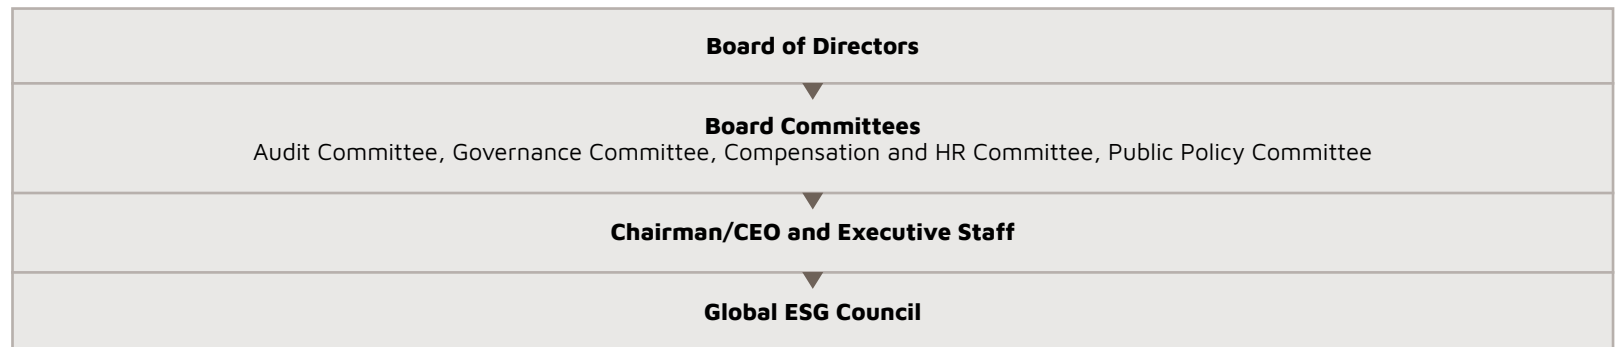 Board of Directors
Board Committees
Audit Committee, Governance Committee, Compensation and HR Committee, Public Policy Committee
Chairman/CEO and Executive Staff
Global ESG Council